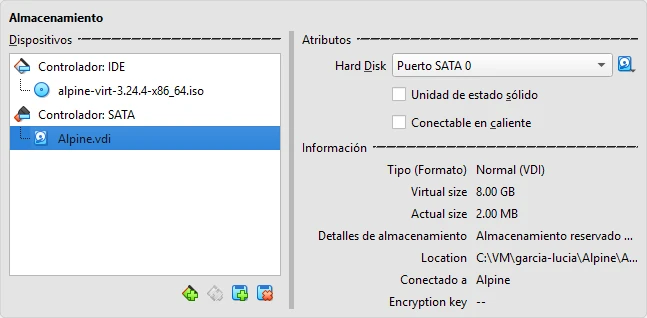 Almacenamiento
Dispositivos
Controlador: IDE
alpine-virt-3.24.4-x86_64.iso
Controlador: SATA
Alpine.vdi
Atributos
Hard Disk Puerto SATA 0
Unidad de estado sólido
Conectable en caliente
Información
Tipo (Formato) Normal (VDI)
Virtual size 8.00 GB
Actual size 2.00 MB
Detalles de almacenamiento Almacenamiento reservado ...
Location C:\VM\garcia-lucia\Alpine\A...
Conectado a Alpine
Encryption key --